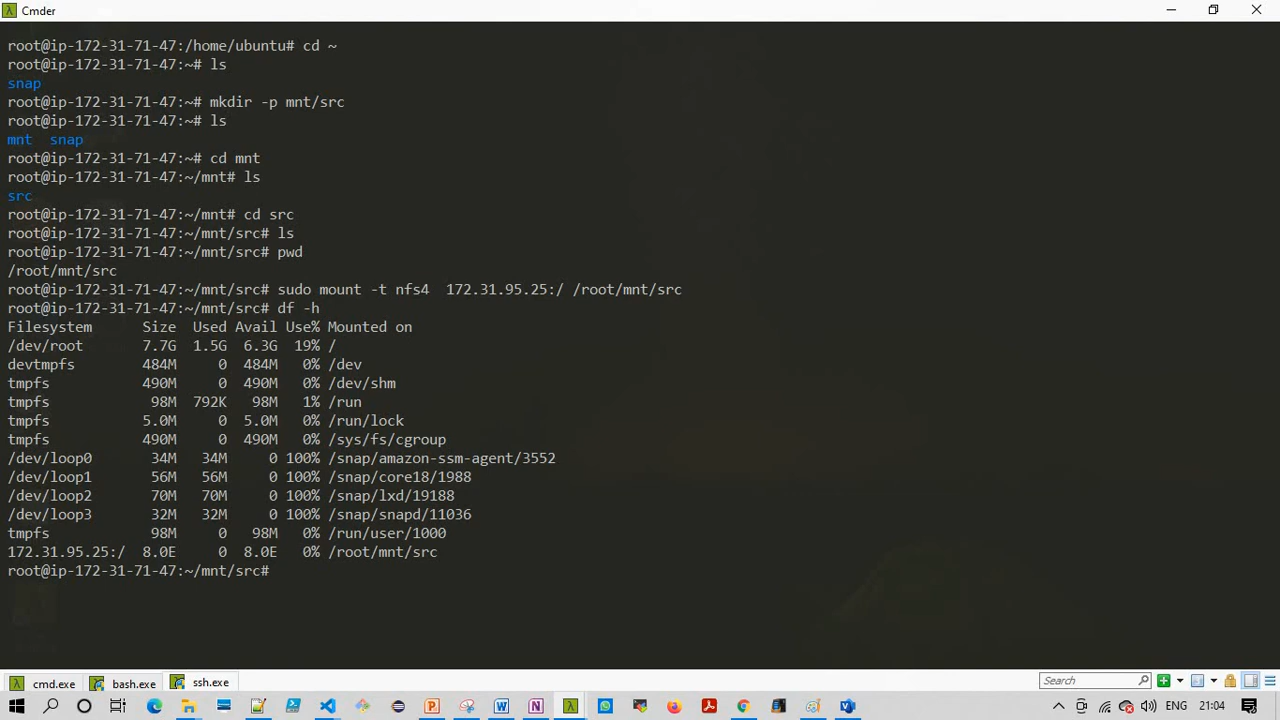 Cmder
root@ip-172-31-71-47:/home/ubuntu# cd ~
root@ip-172-31-71-47:~# ls
snap
root@ip-172-31-71-47:~# mkdir -p mnt/src
root@ip-172-31-71-47:~# ls
mnt  snap
root@ip-172-31-71-47:~# cd mnt
root@ip-172-31-71-47:~/mnt# ls
src
root@ip-172-31-71-47:~/mnt# cd src
root@ip-172-31-71-47:~/mnt/src# ls
root@ip-172-31-71-47:~/mnt/src# pwd
/root/mnt/src
root@ip-172-31-71-47:~/mnt/src# sudo mount -t nfs4  172.31.95.25:/ /root/mnt/src
root@ip-172-31-71-47:~/mnt/src# df -h
Filesystem      Size  Used Avail Use% Mounted on
/dev/root       7.7G  1.5G  6.3G  19% /
devtmpfs        484M     0  484M   0% /dev
tmpfs           490M     0  490M   0% /dev/shm
tmpfs            98M  792K   98M   1% /run
tmpfs           5.0M     0  5.0M   0% /run/lock
tmpfs           490M     0  490M   0% /sys/fs/cgroup
/dev/loop0       34M   34M     0 100% /snap/amazon-ssm-agent/3552
/dev/loop1       56M   56M     0 100% /snap/core18/1988
/dev/loop2       70M   70M     0 100% /snap/lxd/19188
/dev/loop3       32M   32M     0 100% /snap/snapd/11036
tmpfs            98M     0   98M   0% /run/user/1000
172.31.95.25:/  8.0E     0  8.0E   0% /root/mnt/src
root@ip-172-31-71-47:~/mnt/src#
cmd.exe bash.exe ssh.exe Search
ENG 21:04